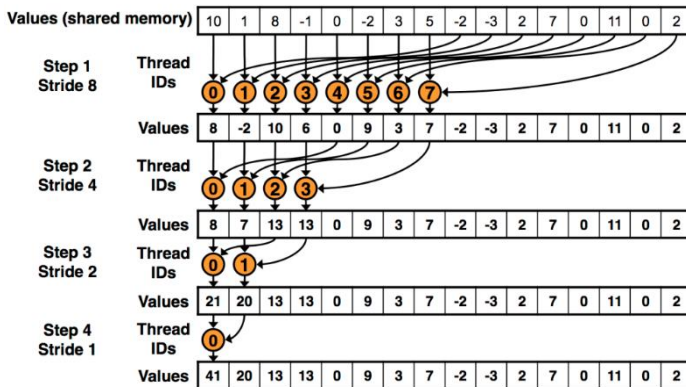 Values (shared memory) 10 1 8 -1 0 -2 3 5 -2 -3 2 7 0 11 0 2
Step 1 Stride 8 Thread IDs 0 1 2 3 4 5 6 7
Values 8 -2 10 6 0 9 3 7 -2 -3 2 7 0 11 0 2
Step 2 Stride 4 Thread IDs 0 1 2 3
Values 8 7 13 13 0 9 3 7 -2 -3 2 7 0 11 0 2
Step 3 Stride 2 Thread IDs 0 1
Values 21 20 13 13 0 9 3 7 -2 -3 2 7 0 11 0 2
Step 4 Stride 1 Thread IDs 0
Values 41 20 13 13 0 9 3 7 -2 -3 2 7 0 11 0 2